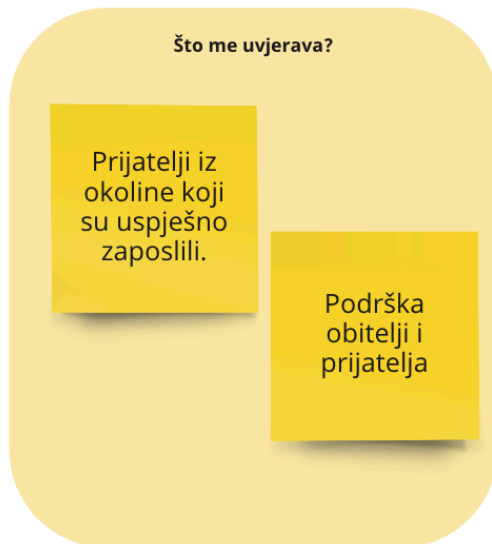 Što me uvjerava?
Prijatelji iz
okoline koji
su uspješno
zaposlili.
Podrška
obitelji i
prijatelja